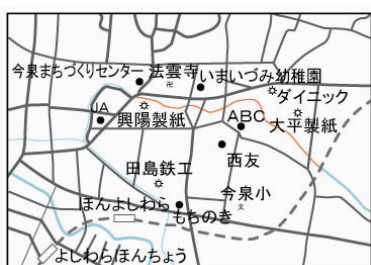 今泉まちづくりセンター
法雲寺
いまいづみ幼稚園
ダイニック
JA
興陽製紙
ABC
大平製紙
西友
田島鉄工
今泉小
文
ほんよしわら
もちのき
よしわらほんちょう